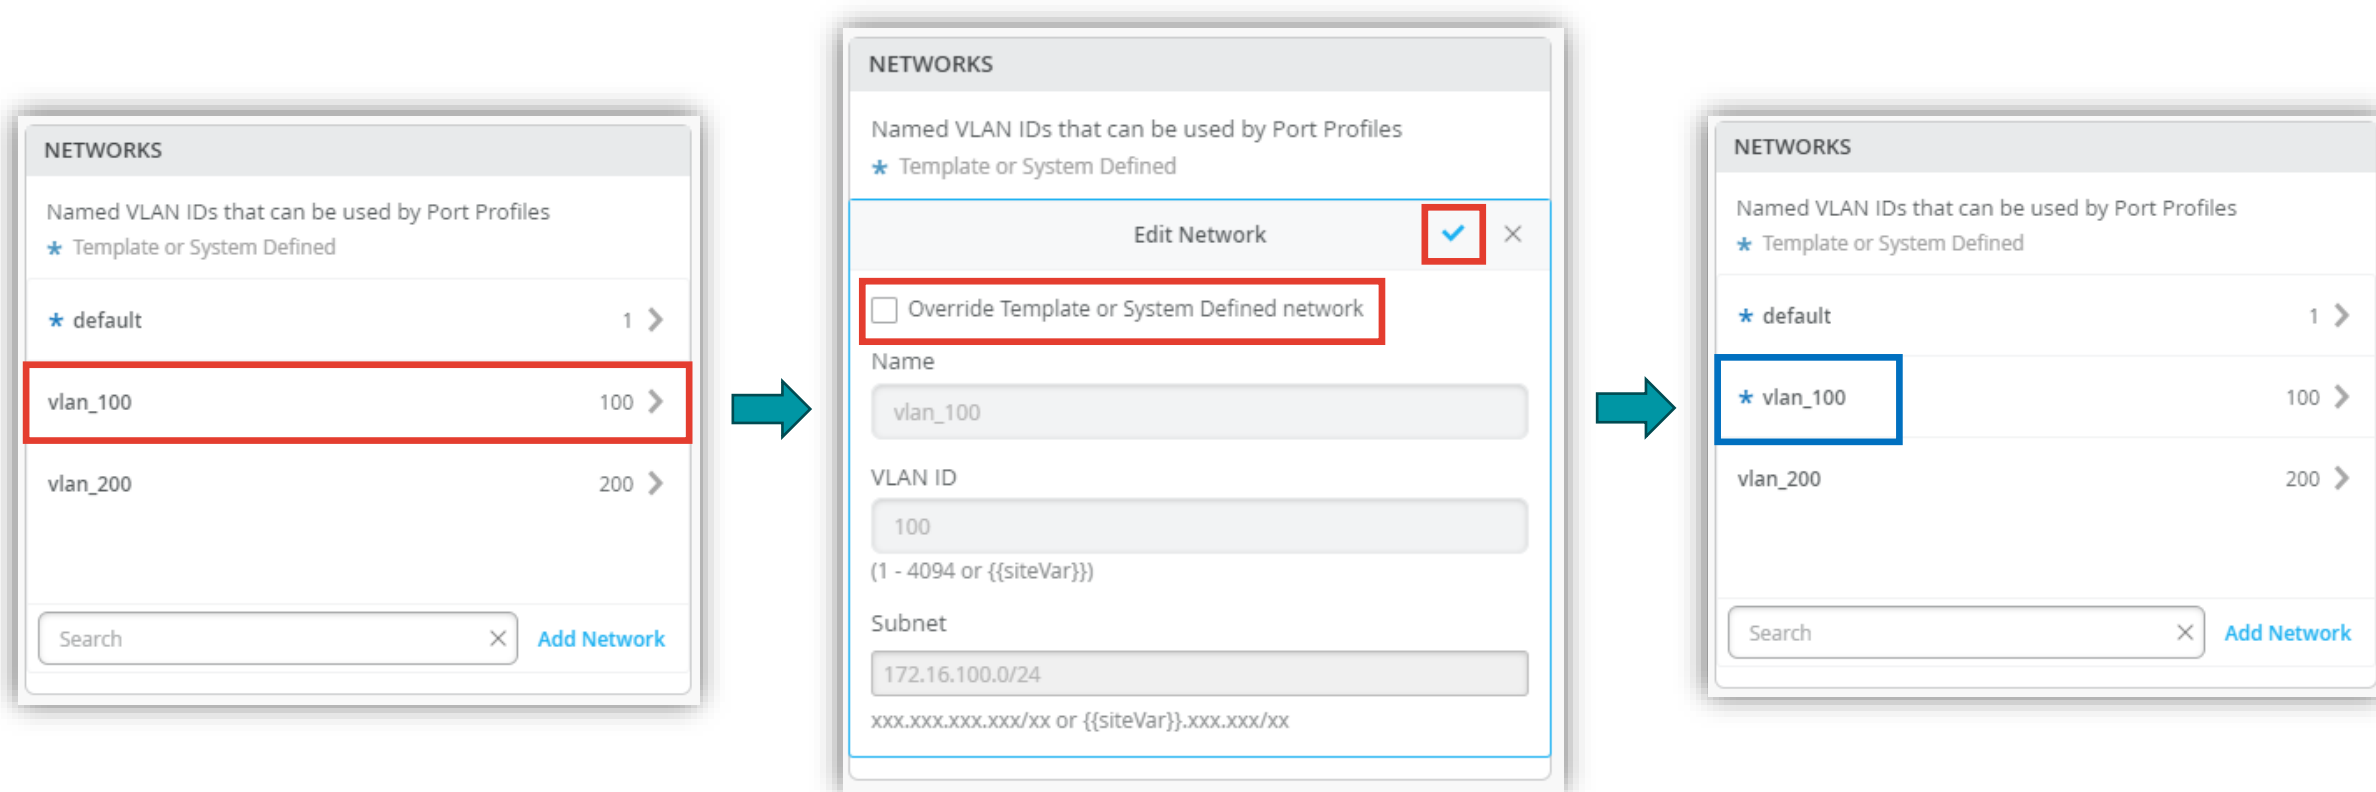 NETWORKS
Named VLAN IDs that can be used by Port Profiles
* Template or System Defined
* default 1
vlan_100 100
vlan_200 200
Search Add Network
NETWORKS
Named VLAN IDs that can be used by Port Profiles
* Template or System Defined
Edit Network
Override Template or System Defined network
Name
vlan_100
VLAN ID
100
(1 - 4094 or {{siteVar}})
Subnet
172.16.100.0/24
xxx.xxx.xxx.xxx/xx or {{siteVar}}.xxx.xxx/xx
NETWORKS
Named VLAN IDs that can be used by Port Profiles
* Template or System Defined
* default 1
* vlan_100 100
vlan_200 200
Search Add Network